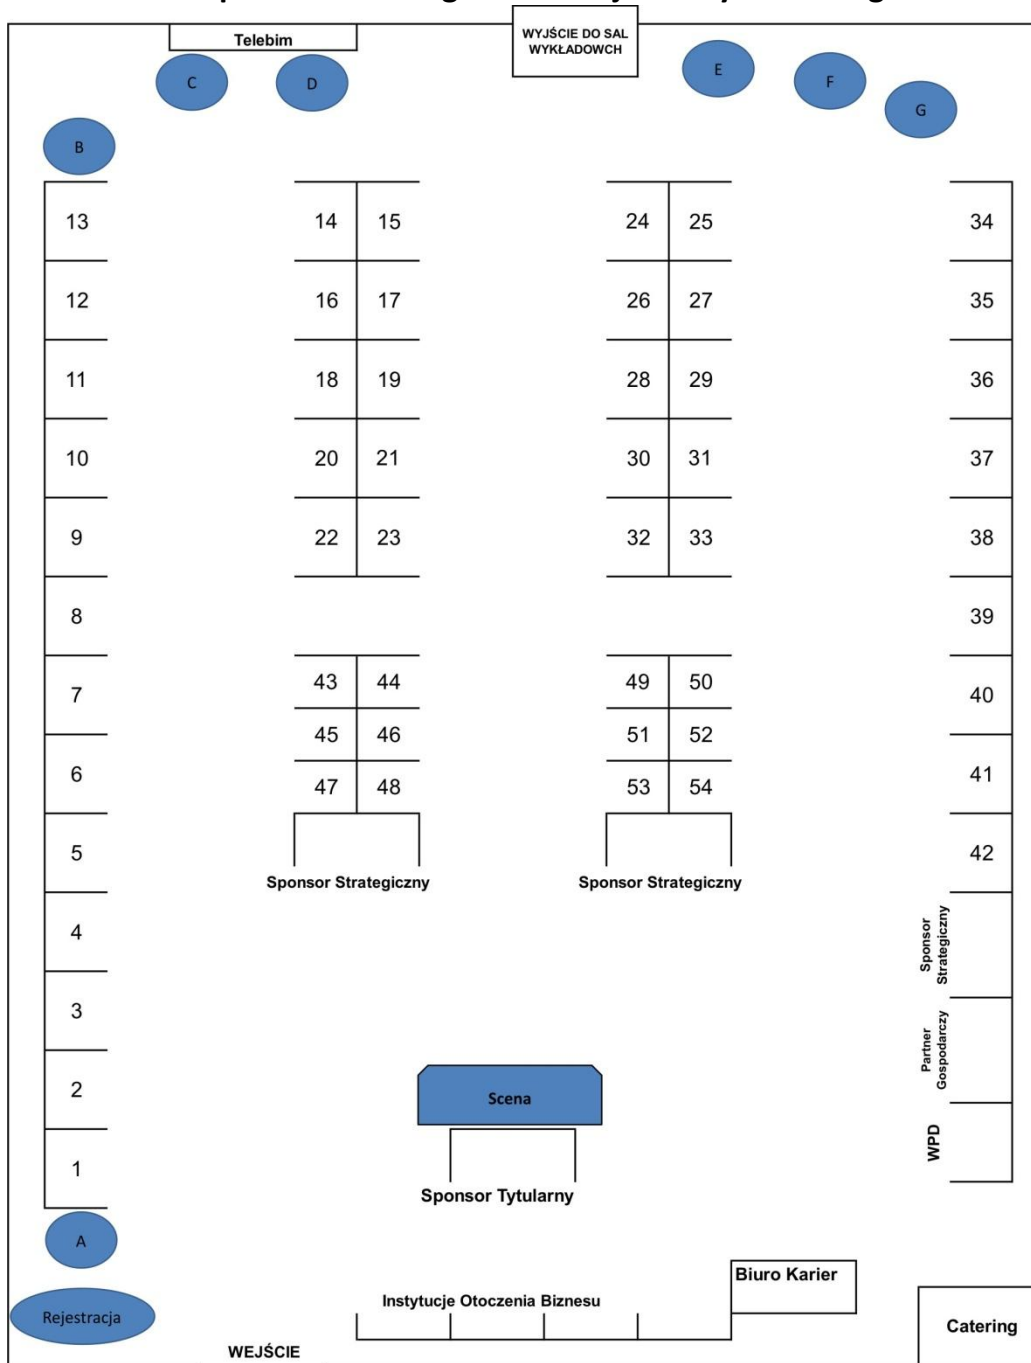 Telebim
WYJŚCIE DO SAL
WYKŁADOWCH
C
D
E
F
G
B
13
14 15
24 25
34
12
16 17
26 27
35
11
18 19
28 29
36
10
20 21
30 31
37
9
22 23
32 33
38
8
39
7
43 44
49 50
40
45 46
51 52
6
47 48
53 54
41
5
42
Sponsor Strategiczny
Sponsor Strategiczny
4
Sponsor
Strategiczny
3
Partner
Gospodarczy
2
Scena
WPD
1
Sponsor Tytularny
A
Biuro Karier
Rejestracja
Instytucje Otoczenia Biznesu
Catering
WEJŚCIE